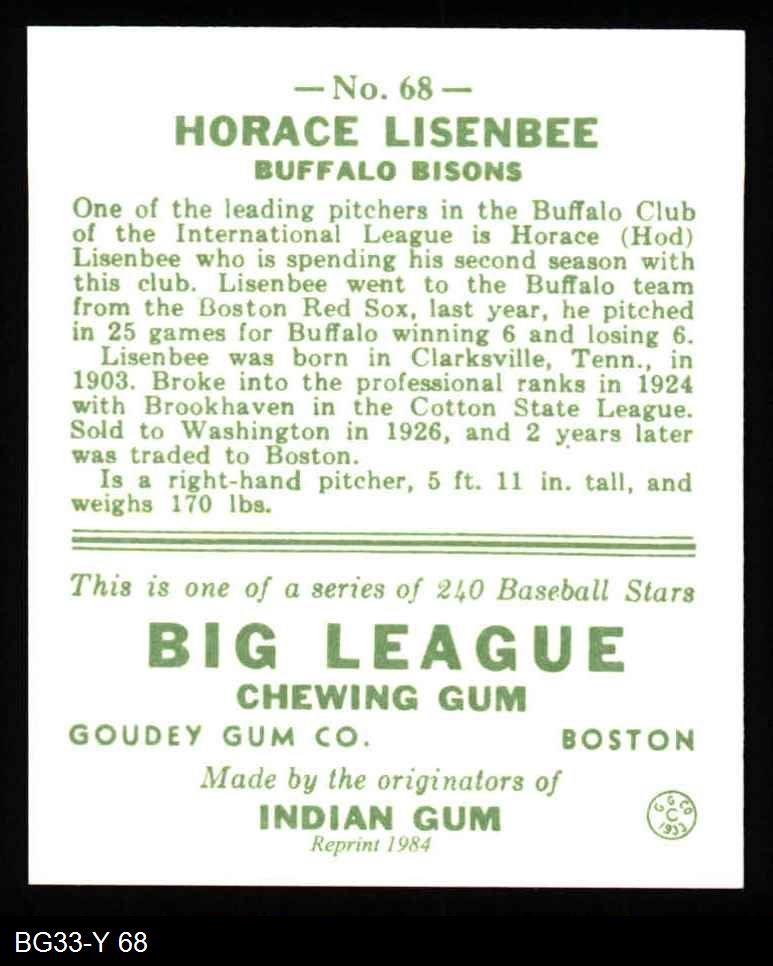 — No. 68 —
HORACE LISENBEE
BUFFALO BISONS
One of the leading pitchers in the Buffalo Club
of the International League is Horace (Hod)
Lisenbee who is spending his second season with
this club. Lisenbee went to the Buffalo team
from the Boston Red Sox, last year, he pitched
in 25 games for Buffalo winning 6 and losing 6.
Lisenbee was born in Clarksville, Tenn., in
1903. Broke into the professional ranks in 1924
with Brookhaven in the Cotton State League.
Sold to Washington in 1926, and 2 years later
was traded to Boston.
Is a right-hand pitcher, 5 ft. 11 in. tall, and
weighs 170 lbs.
This is one of a series of 240 Baseball Stars
BIG LEAGUE
CHEWING GUM
GOUDEY GUM CO. BOSTON
Made by the originators of
INDIAN GUM
Reprint 1984
G G CO
C
1933
BG33-Y 68